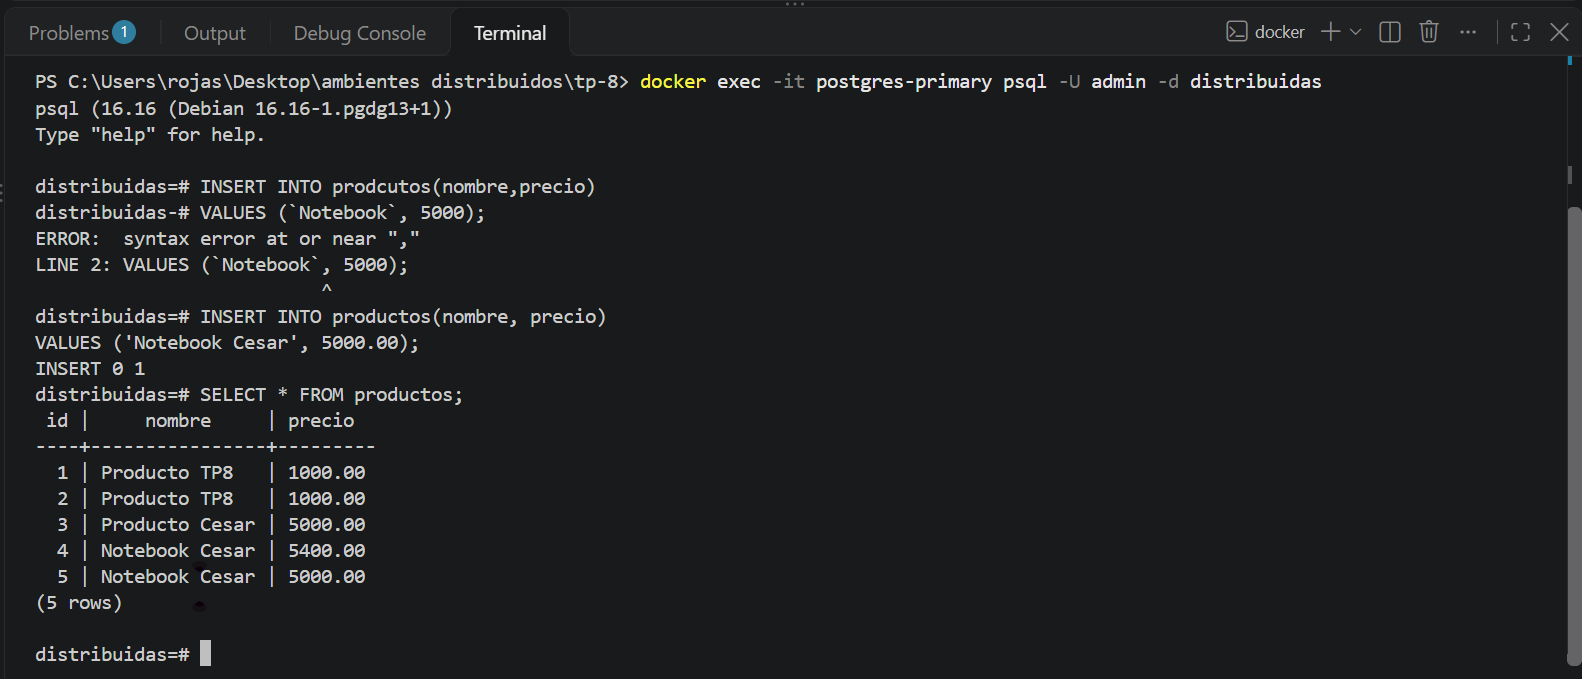 Problems 1 Output Debug Console Terminal docker
PS C:\Users\rojas\Desktop\ambientes distribuidos\tp-8> docker exec -it postgres-primary psql -U admin -d distribuidas
psql (16.16 (Debian 16.16-1.pgdg13+1))
Type "help" for help.
distribuidas=# INSERT INTO prodcutos(nombre,precio)
distribuidas-# VALUES (`Notebook`, 5000);
ERROR:  syntax error at or near ","
LINE 2: VALUES (`Notebook`, 5000);
                          ^
distribuidas=# INSERT INTO productos(nombre, precio)
VALUES ('Notebook Cesar', 5000.00);
INSERT 0 1
distribuidas=# SELECT * FROM productos;
 id |     nombre     | precio
----+----------------+---------
  1 | Producto TP8   | 1000.00
  2 | Producto TP8   | 1000.00
  3 | Producto Cesar | 5000.00
  4 | Notebook Cesar | 5400.00
  5 | Notebook Cesar | 5000.00
(5 rows)
distribuidas=#